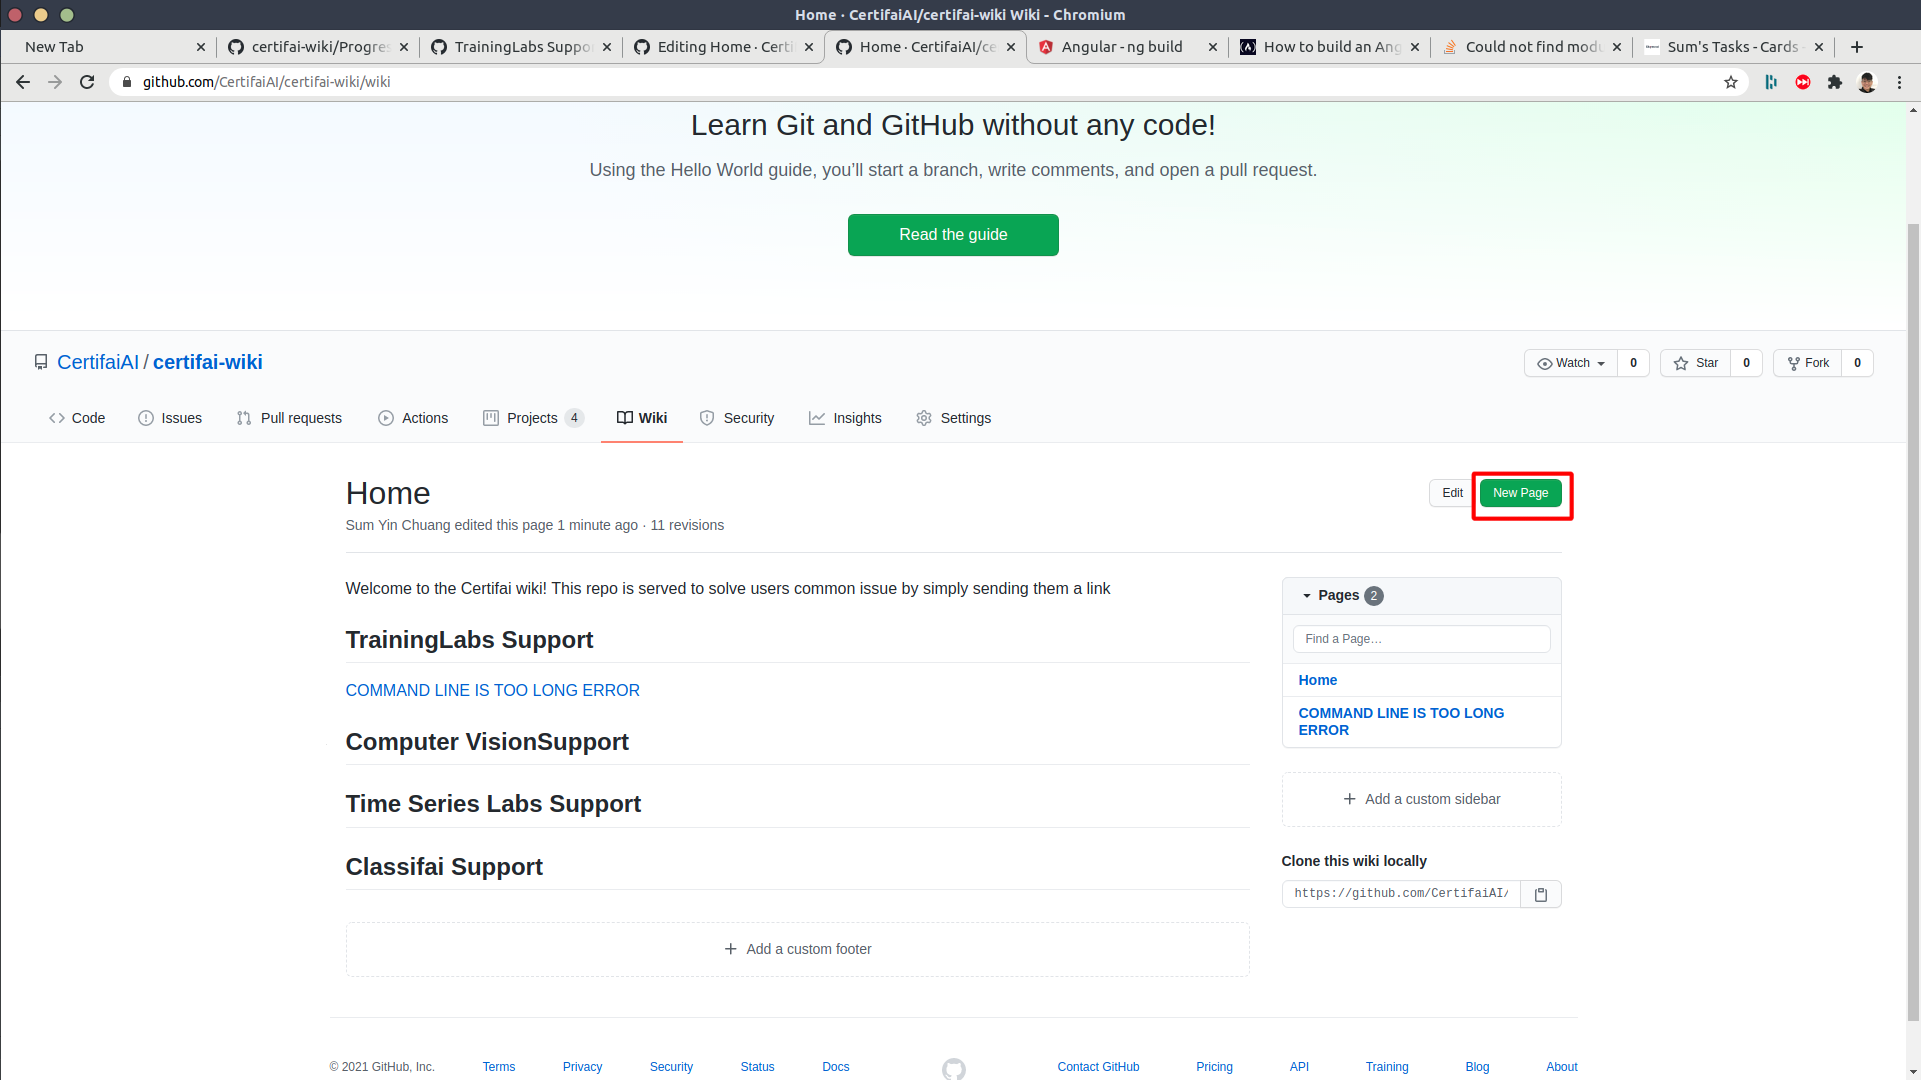 Home · CertifaiAI/certifai-wiki Wiki - Chromium
New Tab
certifai-wiki/Progres
TrainingLabs Suppo
Editing Home · Certi
Home · CertifaiAI/ce
Angular - ng build
How to build an Ang
Could not find modu
Sum's Tasks - Cards -
github.com/CertifaiAI/certifai-wiki/wiki
Learn Git and GitHub without any code!
Using the Hello World guide, you’ll start a branch, write comments, and open a pull request.
Read the guide
CertifaiAI / certifai-wiki
Watch 0
Star 0
Fork 0
Code
Issues
Pull requests
Actions
Projects 4
Wiki
Security
Insights
Settings
Home
Edit
New Page
Sum Yin Chuang edited this page 1 minute ago · 11 revisions
Welcome to the Certifai wiki! This repo is served to solve users common issue by simply sending them a link
TrainingLabs Support
COMMAND LINE IS TOO LONG ERROR
Computer VisionSupport
Time Series Labs Support
Classifai Support
Add a custom footer
Pages 2
Find a Page…
Home
COMMAND LINE IS TOO LONG
ERROR
Add a custom sidebar
Clone this wiki locally
https://github.com/CertifaiAI/
© 2021 GitHub, Inc.
Terms
Privacy
Security
Status
Docs
Contact GitHub
Pricing
API
Training
Blog
About